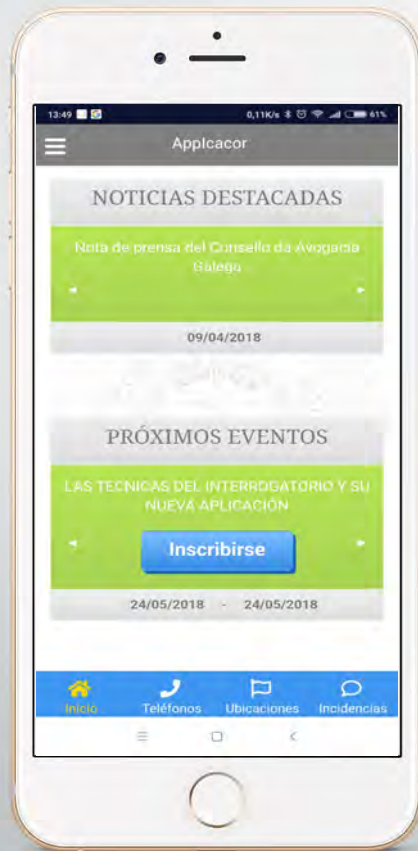 13:49
0,11K/s
61%
Applcacor
NOTICIAS DESTACADAS
Nota de prensa del Consello da Avogacía
Galega
09/04/2018
PRÓXIMOS EVENTOS
LAS TECNICAS DEL INTERROGATORIO Y SU
NUEVA APLICACIÓN
Inscribirse
24/05/2018 - 24/05/2018
Inicio
Teléfonos
Ubicaciones
Incidencias